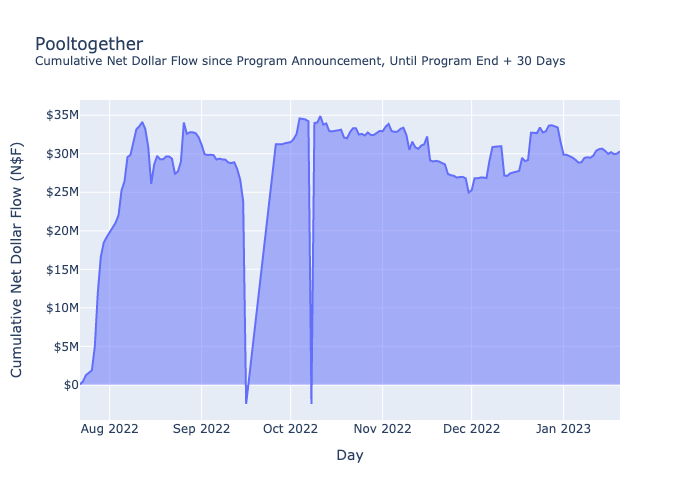 Pooltogether
Cumulative Net Dollar Flow since Program Announcement, Until Program End + 30 Days
Cumulative Net Dollar Flow (N$F)
$35M
$30M
$25M
$20M
$15M
$10M
$5M
$0
Aug 2022
Sep 2022
Oct 2022
Nov 2022
Dec 2022
Jan 2023
Day